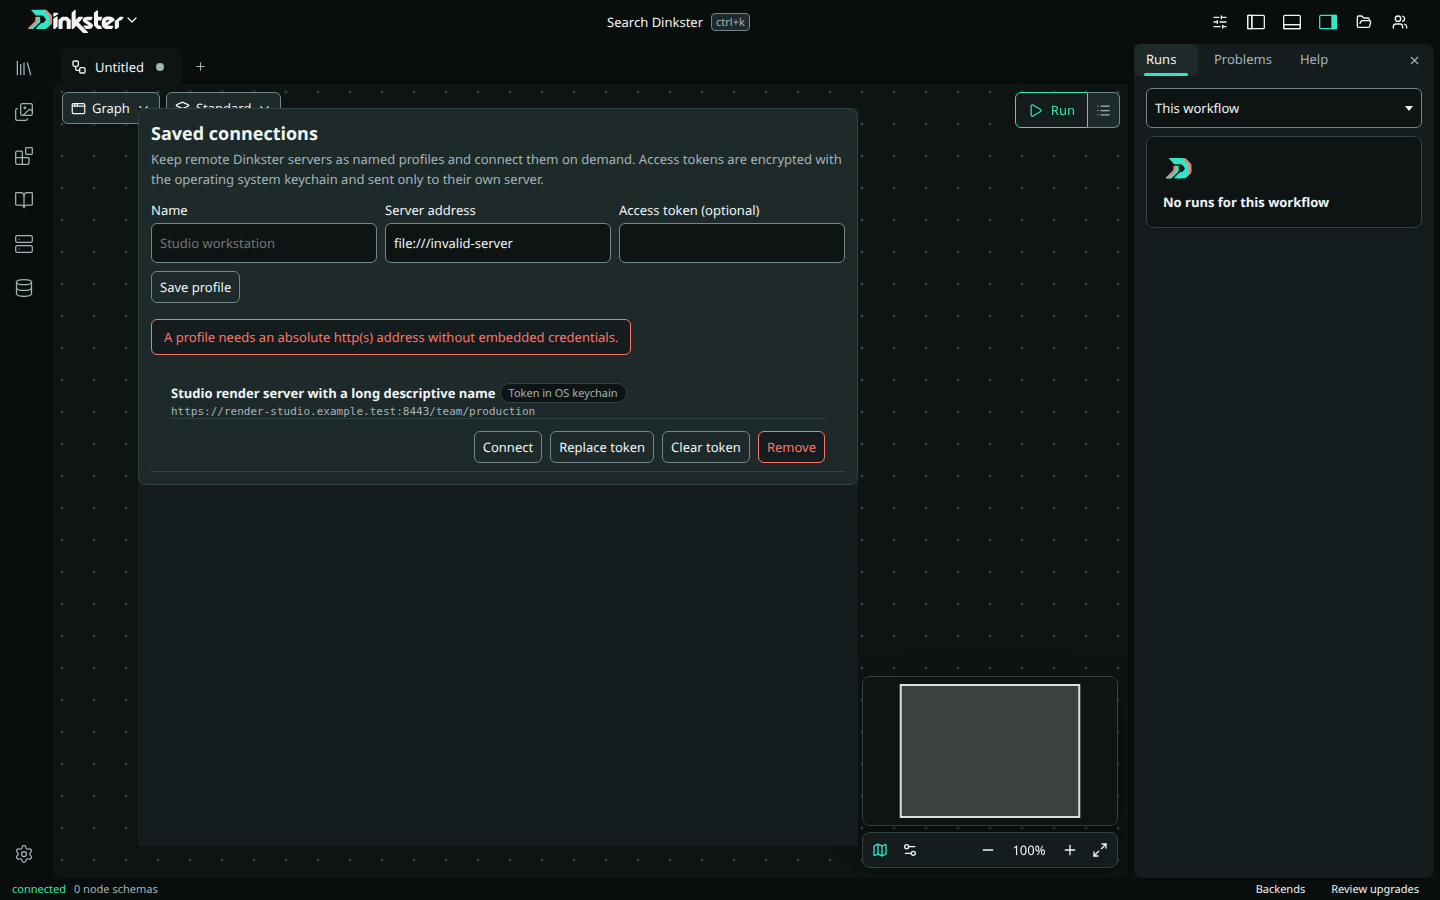 Dinkster
Search Dinkster ctrl+k
Untitled
Graph
Standard
Run
Saved connections
Keep remote Dinkster servers as named profiles and connect them on demand. Access tokens are encrypted with
the operating system keychain and sent only to their own server.
Name
Server address
Access token (optional)
Studio workstation
file:///invalid-server
Save profile
A profile needs an absolute http(s) address without embedded credentials.
Studio render server with a long descriptive name Token in OS keychain
https://render-studio.example.test:8443/team/production
Connect
Replace token
Clear token
Remove
100%
Runs
Problems
Help
This workflow
No runs for this workflow
connected 0 node schemas
Backends
Review upgrades